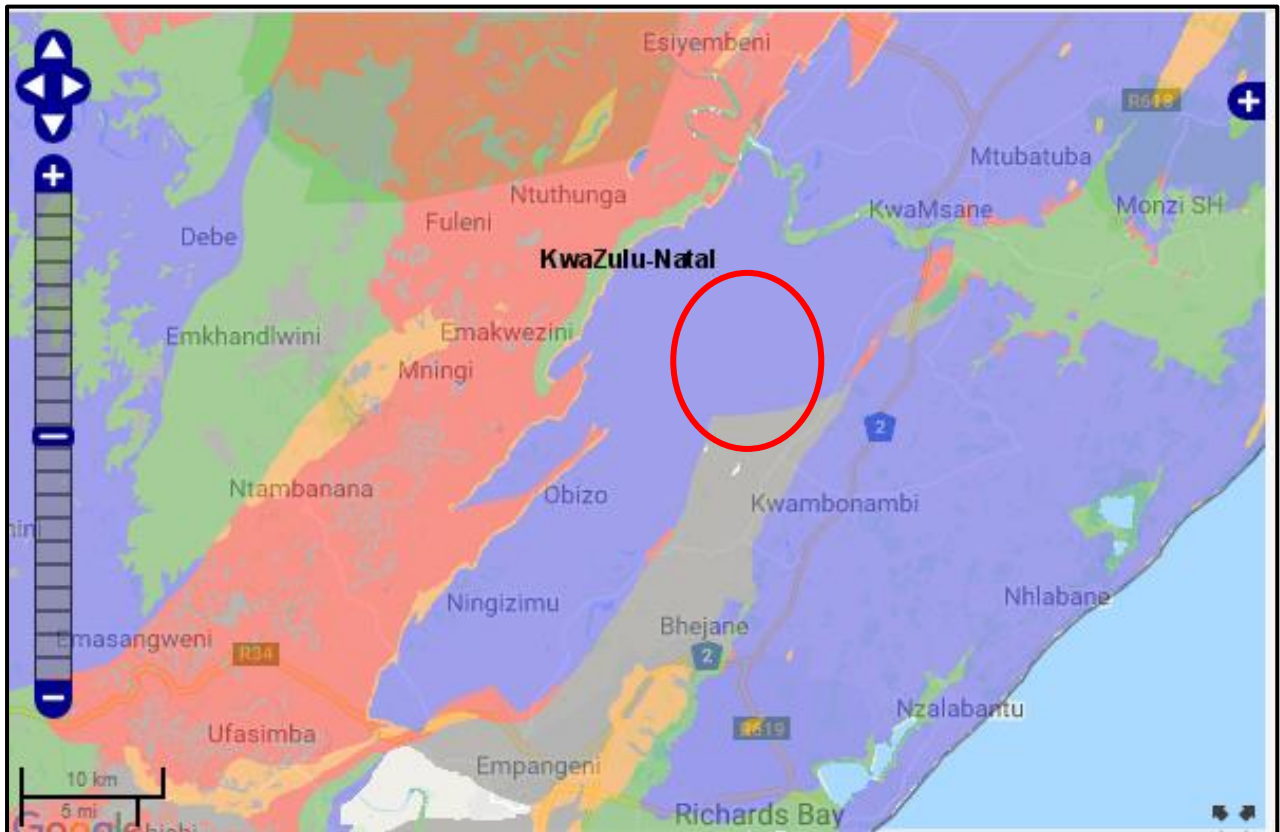 Esiyembeni
R618
Mtubatuba
Ntuthunga
KwaMsane
Monzi SH
Fuleni
Debe
KwaZulu-Natal
Emkhandlwini
Emakwezini
Mningi
2
Ntambanana
Obizo
Kwambonambi
Ningizimu
Nhlabane
Bhejane
Emasangweni
R34
2
Nzalabantu
Ufasimba
R619
Empangeni
10 km
5 mi
Richards Bay
Google